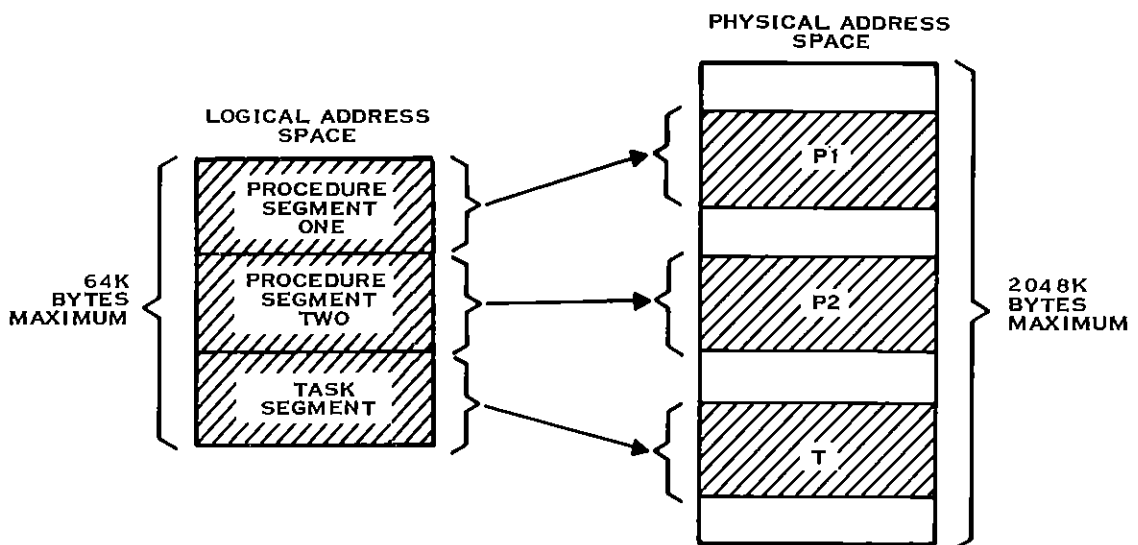 PHYSICAL ADDRESS
SPACE
LOGICAL ADDRESS
SPACE
PROCEDURE
SEGMENT
ONE
PROCEDURE
SEGMENT
TWO
TASK
SEGMENT
64K
BYTES
MAXIMUM
P1
P2
T
2048K
BYTES
MAXIMUM